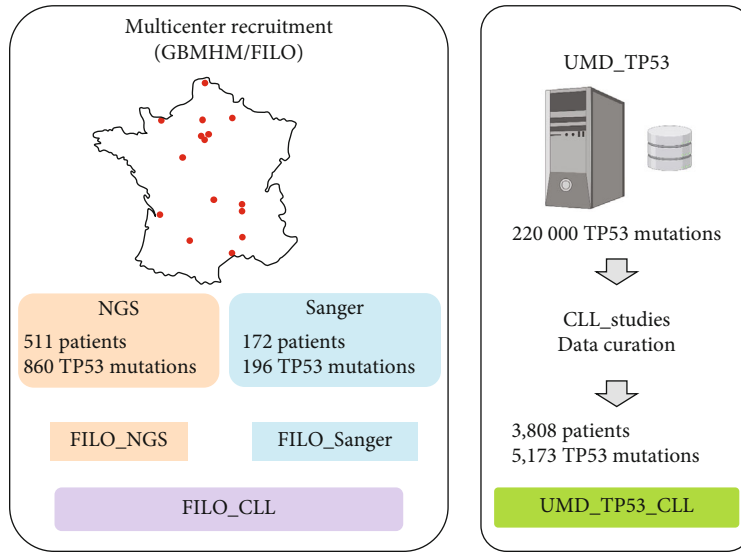 Multicenter recruitment
(GBMHM/FILO)
NGS
511 patients
860 TP53 mutations
Sanger
172 patients
196 TP53 mutations
FILO_NGS
FILO_Sanger
FILO_CLL
UMD_TP53
220 000 TP53 mutations
CLL_studies
Data curation
3,808 patients
5,173 TP53 mutations
UMD_TP53_CLL